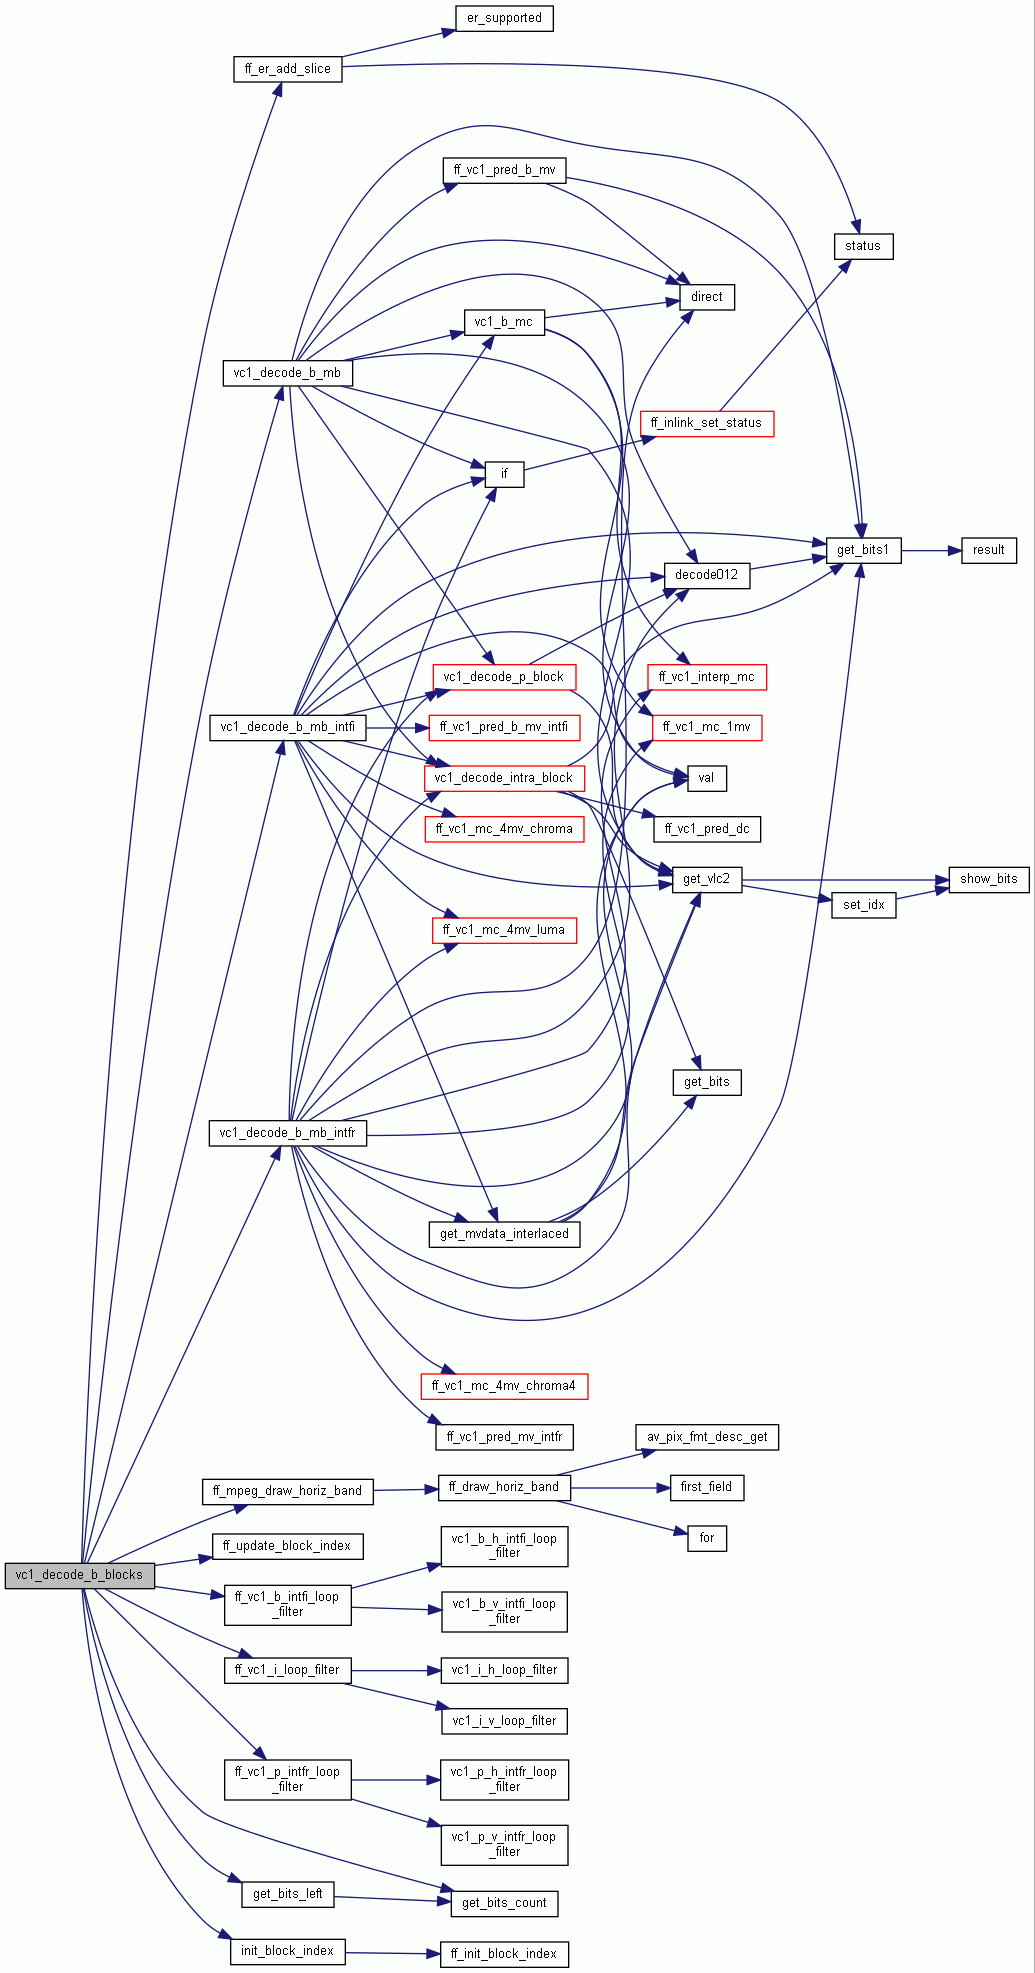 er_supported
ff_er_add_slice
ff_vc1_pred_b_mv
status
direct
vc1_b_mc
vc1_decode_b_mb
ff_inlink_set_status
if
get_bits1
result
decode012
vc1_decode_p_block
ff_vc1_interp_mc
vc1_decode_b_mb_intfi
ff_vc1_pred_b_mv_intfi
ff_vc1_mc_1mv
vc1_decode_intra_block
val
ff_vc1_mc_4mv_chroma
ff_vc1_pred_dc
get_vlc2
show_bits
set_idx
ff_vc1_mc_4mv_luma
get_bits
vc1_decode_b_mb_intfr
get_mvdata_interlaced
ff_vc1_mc_4mv_chroma4
ff_vc1_pred_mv_intfr
av_pix_fmt_desc_get
ff_mpeg_draw_horiz_band
ff_draw_horiz_band
first_field
for
ff_update_block_index
vc1_b_h_intfi_loop
_filter
vc1_decode_b_blocks
ff_vc1_b_intfi_loop
_filter
vc1_b_v_intfi_loop
_filter
ff_vc1_i_loop_filter
vc1_i_h_loop_filter
vc1_i_v_loop_filter
ff_vc1_p_intfr_loop
_filter
vc1_p_h_intfr_loop
_filter
vc1_p_v_intfr_loop
_filter
get_bits_left
get_bits_count
init_block_index
ff_init_block_index